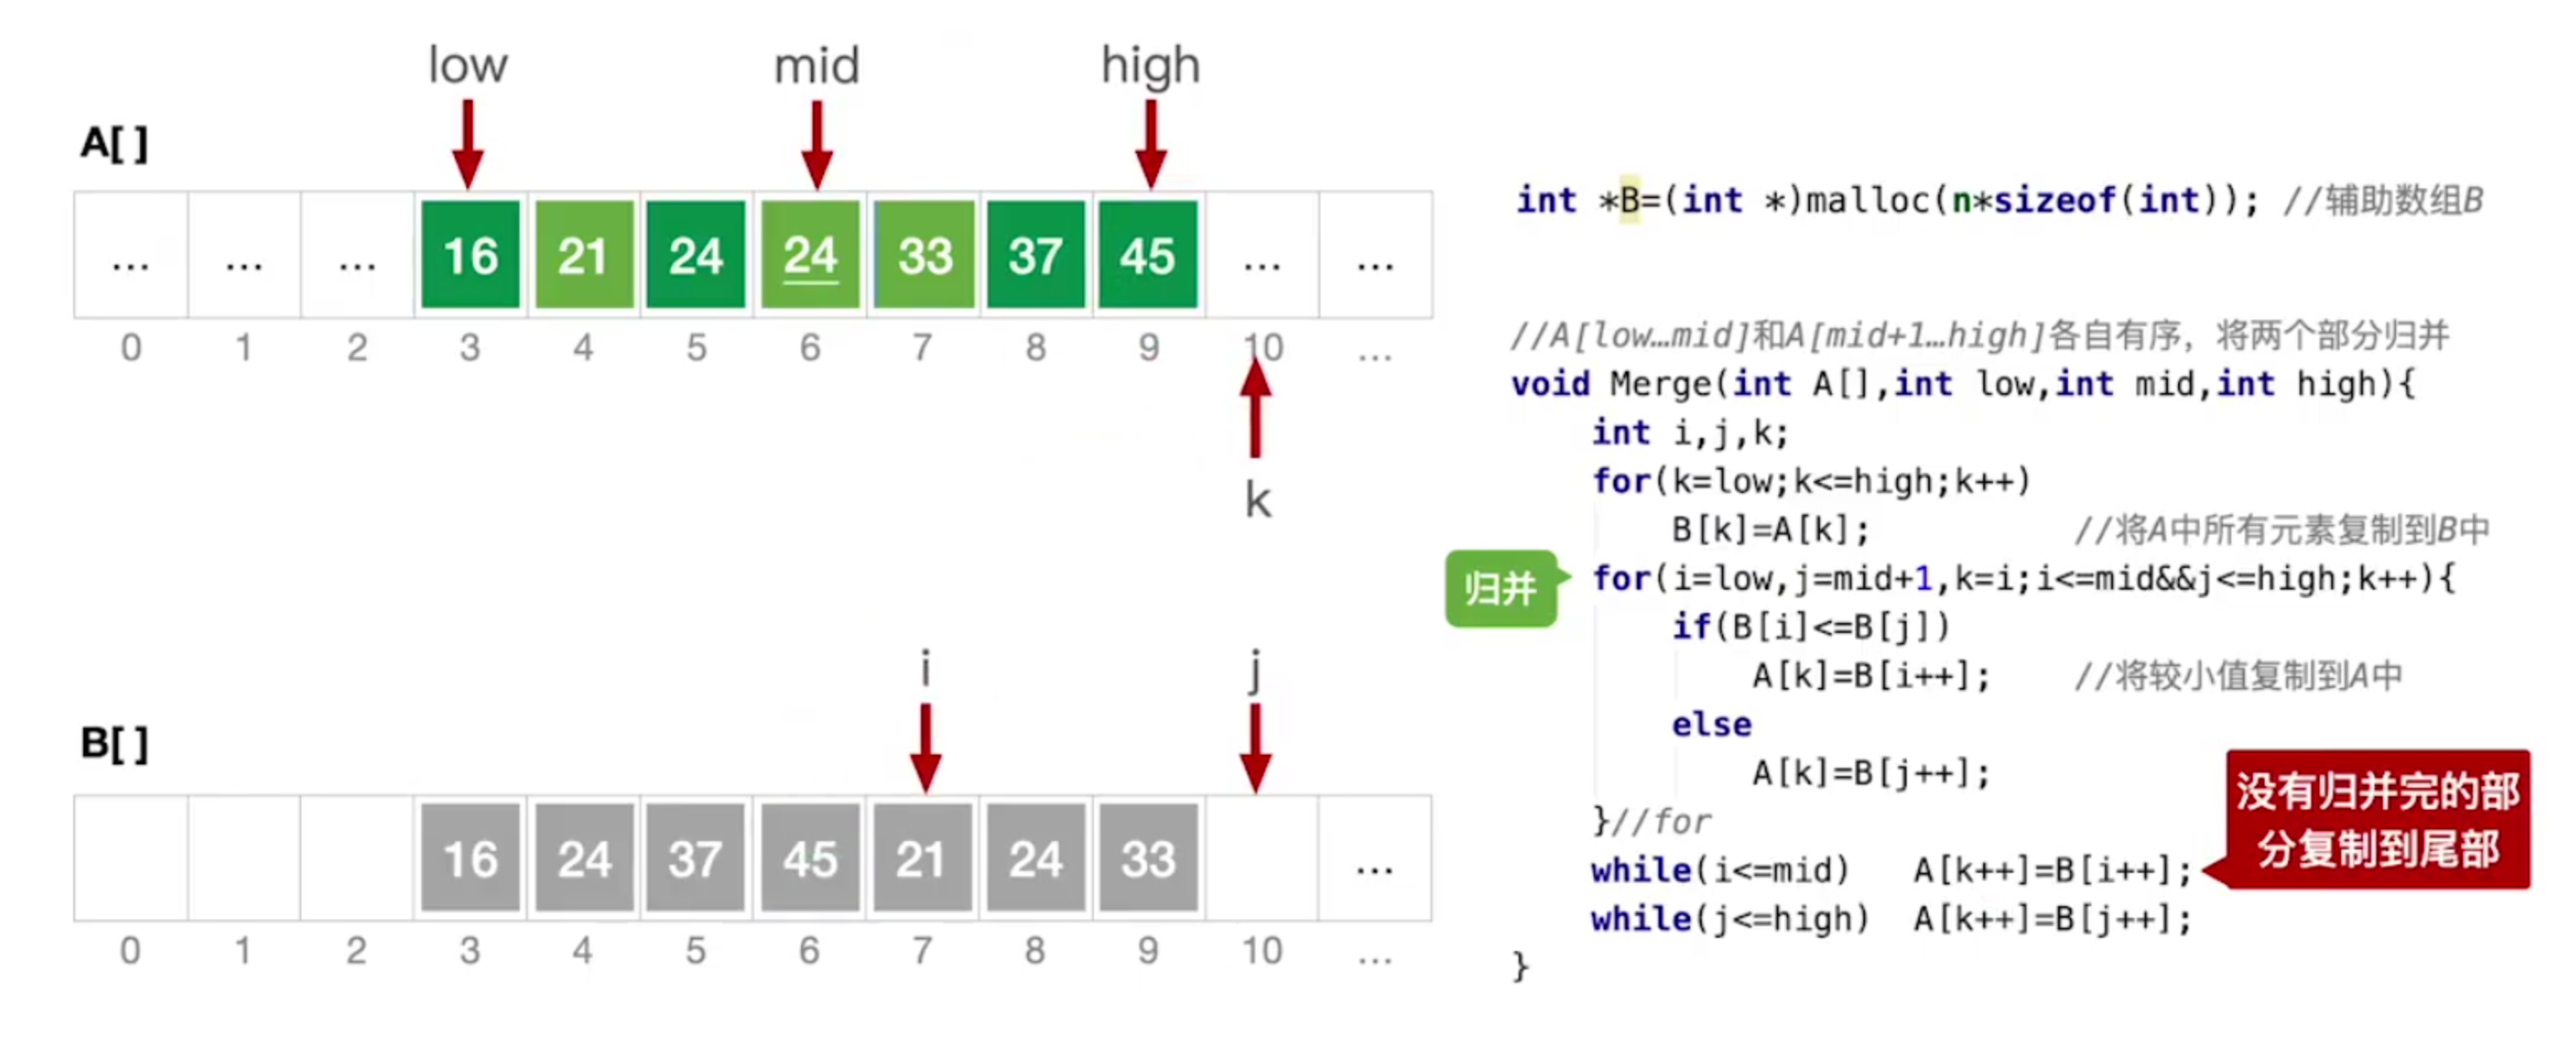 low mid high
A[ ]
... ... ... 16 21 24 24 33 37 45 ... ...
0 1 2 3 4 5 6 7 8 9 10 ...
k
i j
B[ ]
16 24 37 45 21 24 33 ...
0 1 2 3 4 5 6 7 8 9 10 ...
int *B=(int *)malloc(n*sizeof(int)); //辅助数组B
//A[low…mid]和A[mid+1…high]各自有序，将两个部分归并
void Merge(int A[],int low,int mid,int high){
int i,j,k;
for(k=low;k<=high;k++)
B[k]=A[k]; //将A中所有元素复制到B中
归并
for(i=low,j=mid+1,k=i;i<=mid&&j<=high;k++){
if(B[i]<=B[j])
A[k]=B[i++]; //将较小值复制到A中
else
A[k]=B[j++];
}//for
while(i<=mid) A[k++]=B[i++];
while(j<=high) A[k++]=B[j++];
}
没有归并完的部
分复制到尾部